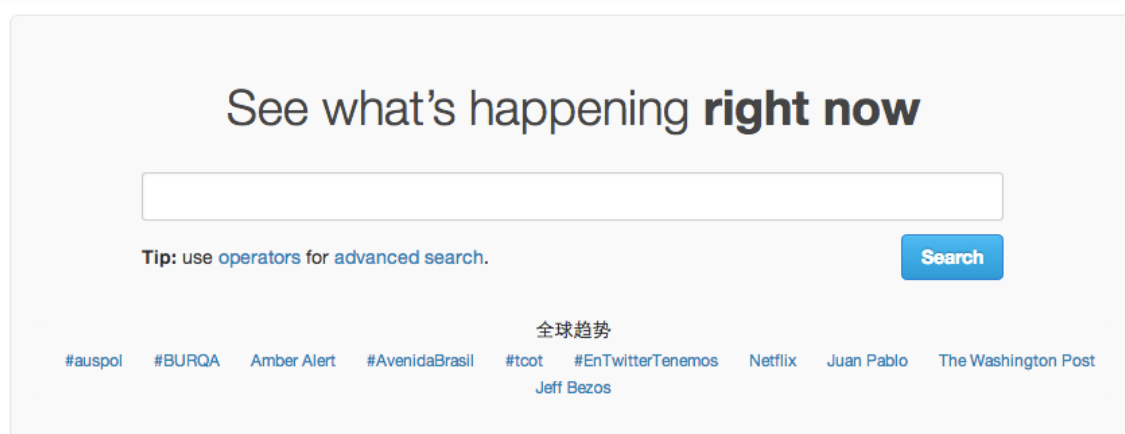 See what's happening right now
Tip: use operators for advanced search.
Search
全球趋势
#auspol #BURQA Amber Alert #AvenidaBrasil #tcot #EnTwitterTenemos Netflix Juan Pablo The Washington Post
Jeff Bezos